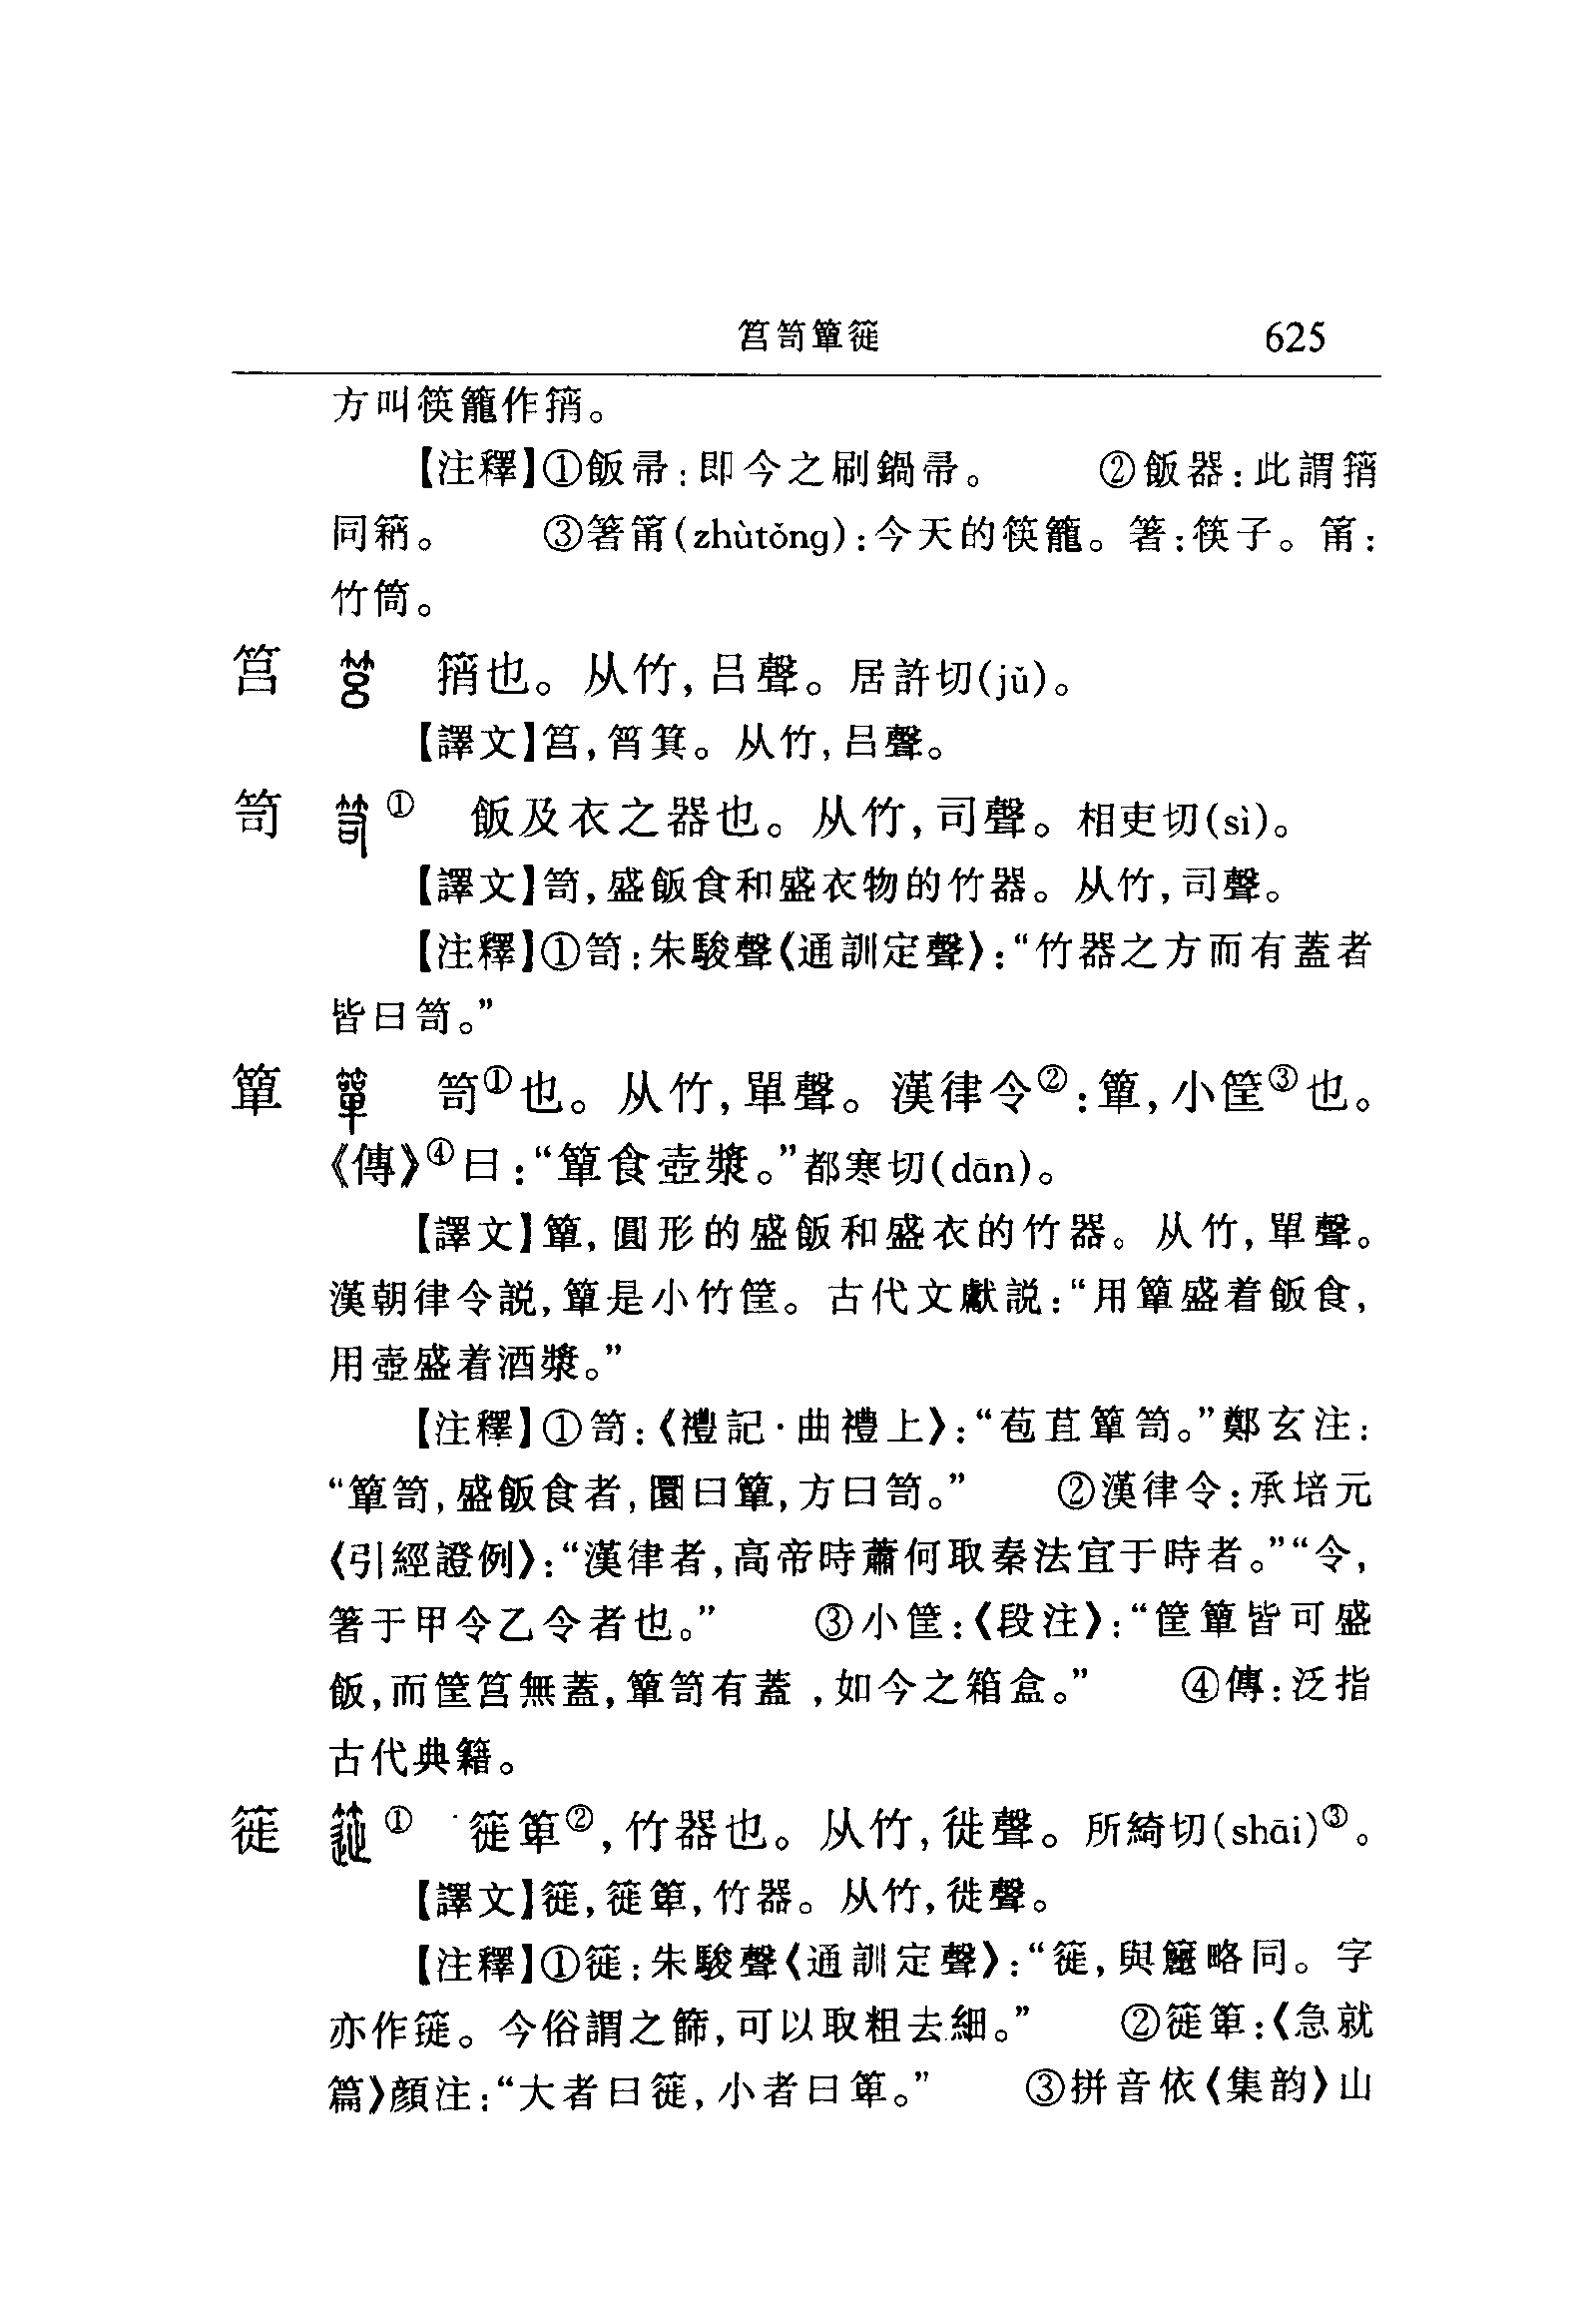 筥笥簞簁 625
方叫筷籠作䈰。
【注釋】①飯帚:即今之刷鍋帚。 ②飯器:此謂䈰
同䈾。 ③箸筩(zhùtǒng):今天的筷籠。箸:筷子。筩:
竹筒。
筥 䈰也。从竹,吕聲。居許切(jǔ)。
【譯文】筥,筲箕。从竹,吕聲。
笥 ① 飯及衣之器也。从竹,司聲。相吏切(sì)。
【譯文】笥,盛飯食和盛衣物的竹器。从竹,司聲。
【注釋】①笥:朱駿聲《通訓定聲》:“竹器之方而有蓋者
皆曰笥。”
簞 笥①也。从竹,單聲。漢律令②:簞,小筐③也。
《傳》④曰:“簞食壺漿。”都寒切(dān)。
【譯文】簞,圓形的盛飯和盛衣的竹器。从竹,單聲。
漢朝律令説,簞是小竹筐。古代文獻説:“用簞盛着飯食,
用壺盛着酒漿。”
【注釋】①笥:《禮記·曲禮上》:“苞苴簞笥。”鄭玄注:
“簞笥,盛飯食者,圜曰簞,方曰笥。” ②漢律令:承培元
《引經證例》:“漢律者,高帝時蕭何取秦法宜于時者。”“令,
箸于甲令乙令者也。” ③小筐:《段注》:“筐簞皆可盛
飯,而筐筥無蓋,簞笥有蓋,如今之箱盒。” ④傳:泛指
古代典籍。
簁 ① 簁箄②,竹器也。从竹,徙聲。所綺切(shāi)③。
【譯文】簁,簁箄,竹器。从竹,徙聲。
【注釋】①簁:朱駿聲《通訓定聲》:“簁,與籭略同。字
亦作簁。今俗謂之篩,可以取粗去細。” ②簁箄:《急就
篇》顔注:“大者曰簁,小者曰箄。” ③拼音依《集韵》山